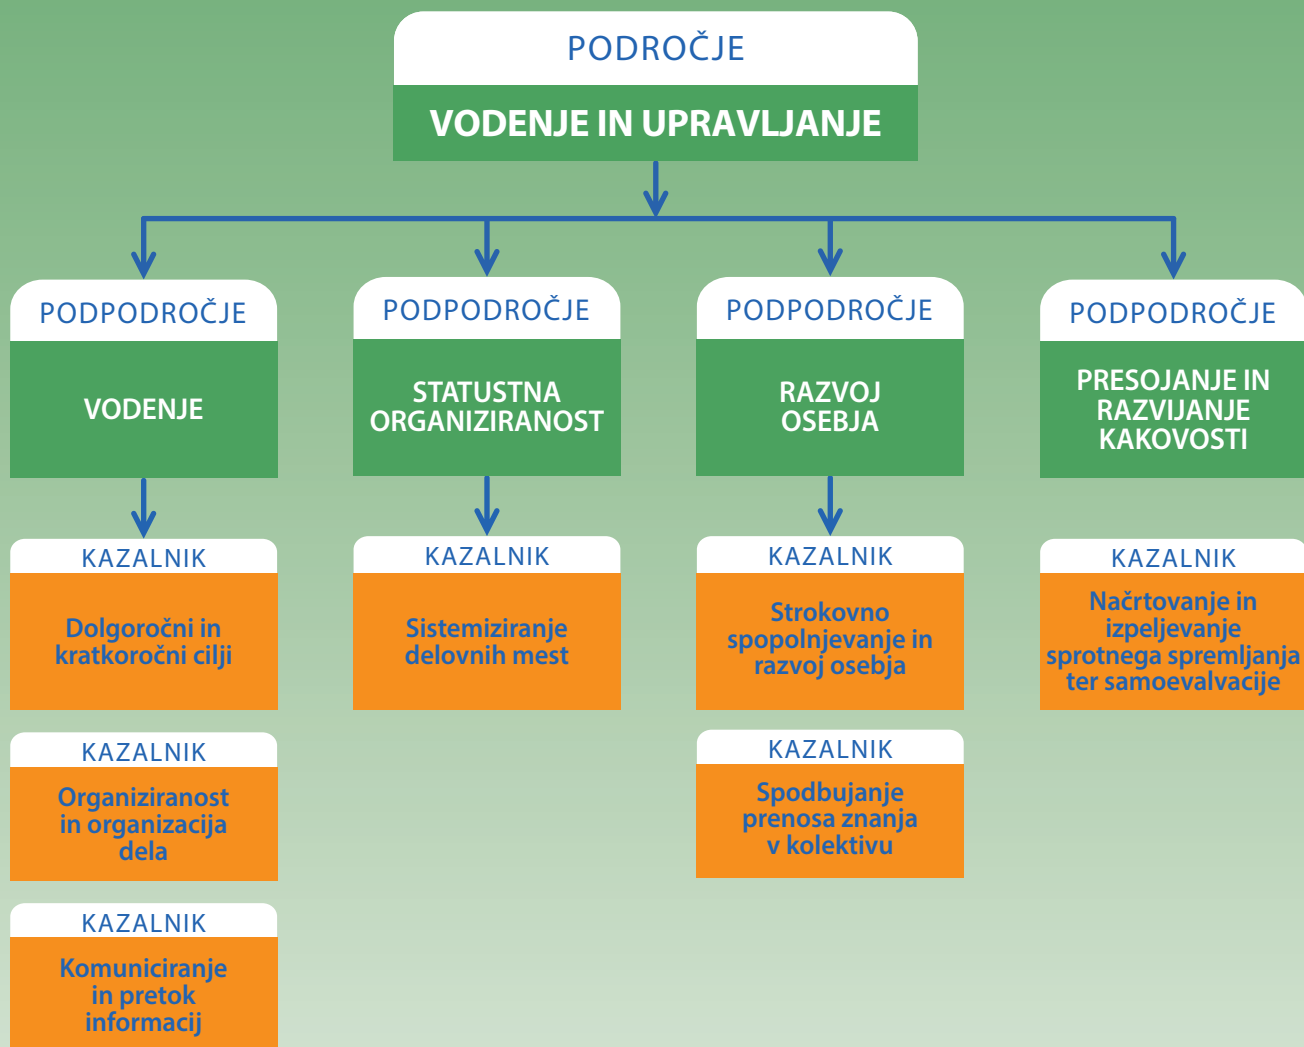 PODROČJE
VODENJE IN UPRAVLJANJE
PODPODROČJE
VODENJE
KAZALNIK
Dolgoročni in
kratkoročni cilji
KAZALNIK
Organiziranost
in organizacija
dela
KAZALNIK
Komuniciranje
in pretok
informacij
PODPODROČJE
STATUSTNA
ORGANIZIRANOST
KAZALNIK
Sistemiziranje
delovnih mest
PODPODROČJE
RAZVOJ
OSEBJA
KAZALNIK
Strokovno
spopolnjevanje in
razvoj osebja
KAZALNIK
Spodbujanje
prenosa znanja
v kolektivu
PODPODROČJE
PRESOJANJE IN
RAZVIJANJE
KAKOVOSTI
KAZALNIK
Načrtovanje in
izpeljevanje
sprotnega spremljanja
ter samoevalvacije